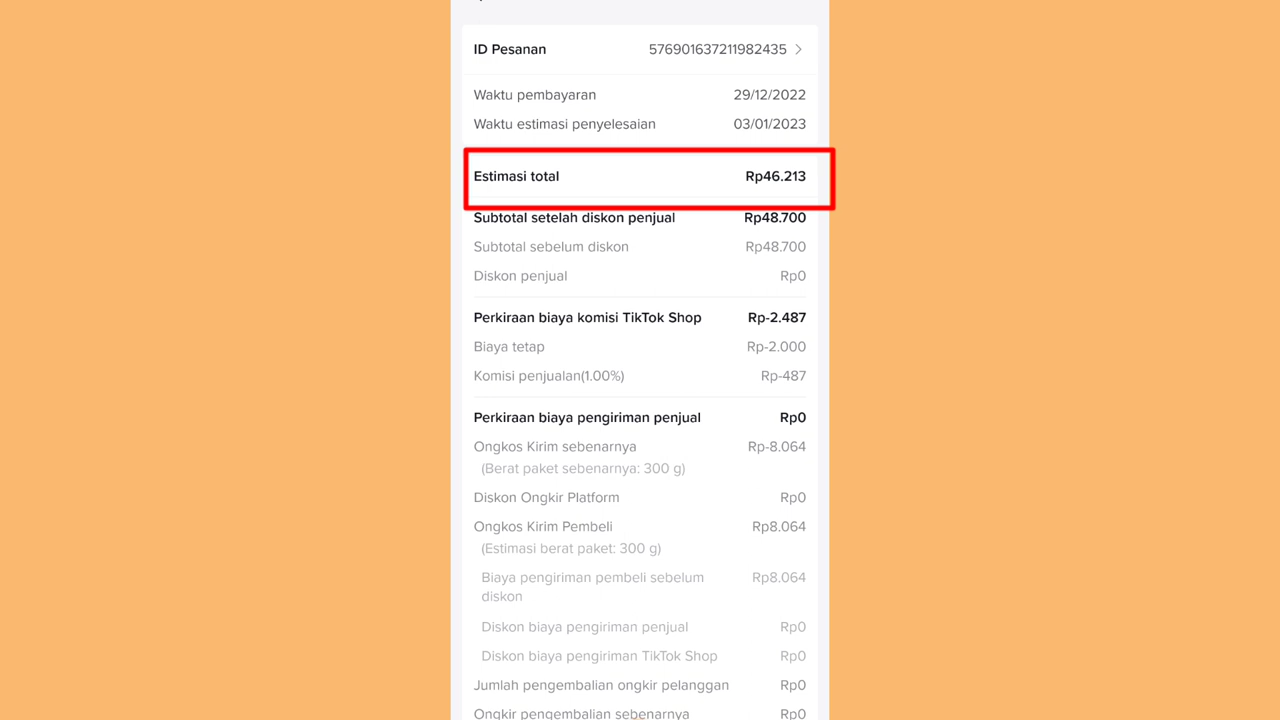 ID Pesanan 576901637211982435
Waktu pembayaran 29/12/2022
Waktu estimasi penyelesaian 03/01/2023
Estimasi total Rp46.213
Subtotal setelah diskon penjual Rp48.700
Subtotal sebelum diskon Rp48.700
Diskon penjual Rp0
Perkiraan biaya komisi TikTok Shop Rp-2.487
Biaya tetap Rp-2.000
Komisi penjualan(1.00%) Rp-487
Perkiraan biaya pengiriman penjual Rp0
Ongkos Kirim sebenarnya Rp-8.064
(Berat paket sebenarnya: 300 g)
Diskon Ongkir Platform Rp0
Ongkos Kirim Pembeli Rp8.064
(Estimasi berat paket: 300 g)
Biaya pengiriman pembeli sebelum Rp8.064
diskon
Diskon biaya pengiriman penjual Rp0
Diskon biaya pengiriman TikTok Shop Rp0
Jumlah pengembalian ongkir pelanggan Rp0
Ongkir pengembalian sebenarnya Rp0